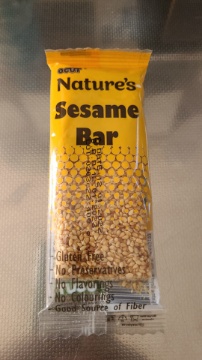 Nature's
Sesame
Bar
Gluten Free
No Preservatives
No Flavorings
No Colourings
Good Source of Fiber